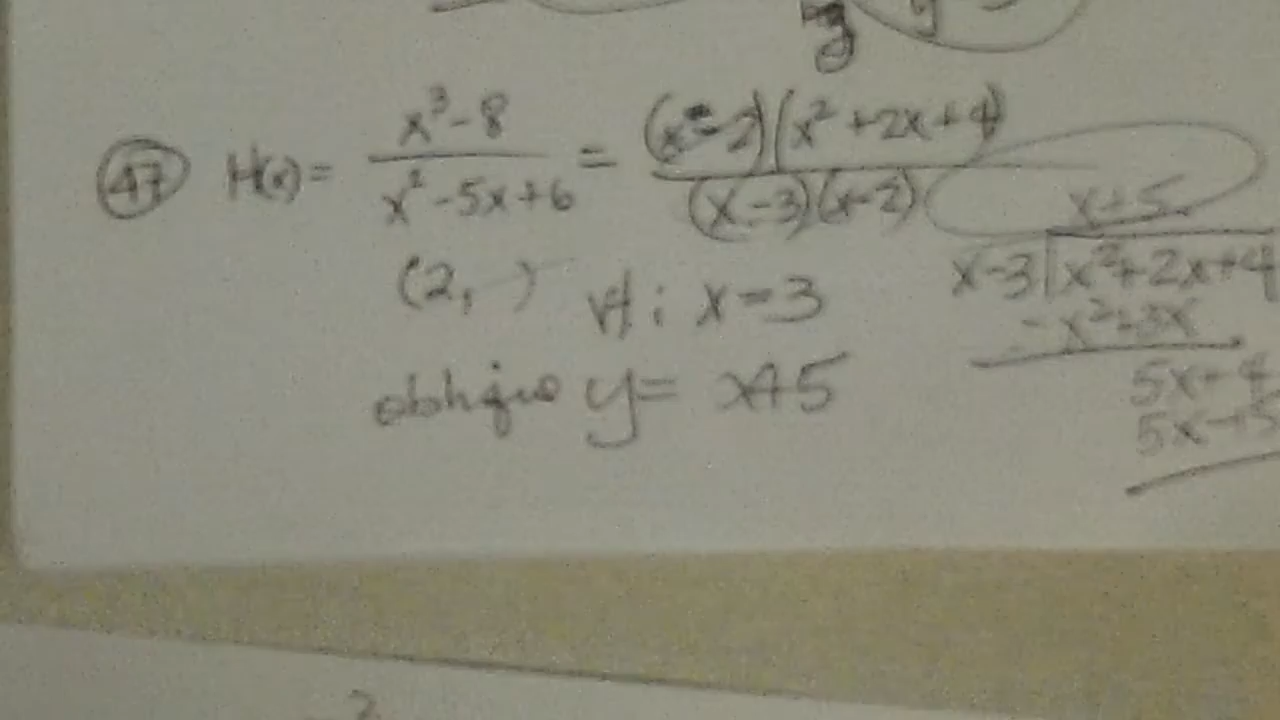 47 H(x) = x³-8 / x²-5x+6 = (x-2)(x²+2x+4) / (x-3)(x-2)
(2, ) VA: x=3
oblique y= x+5
x+5
x-3 x²+2x+4
- x²-3x
5x+4
5x